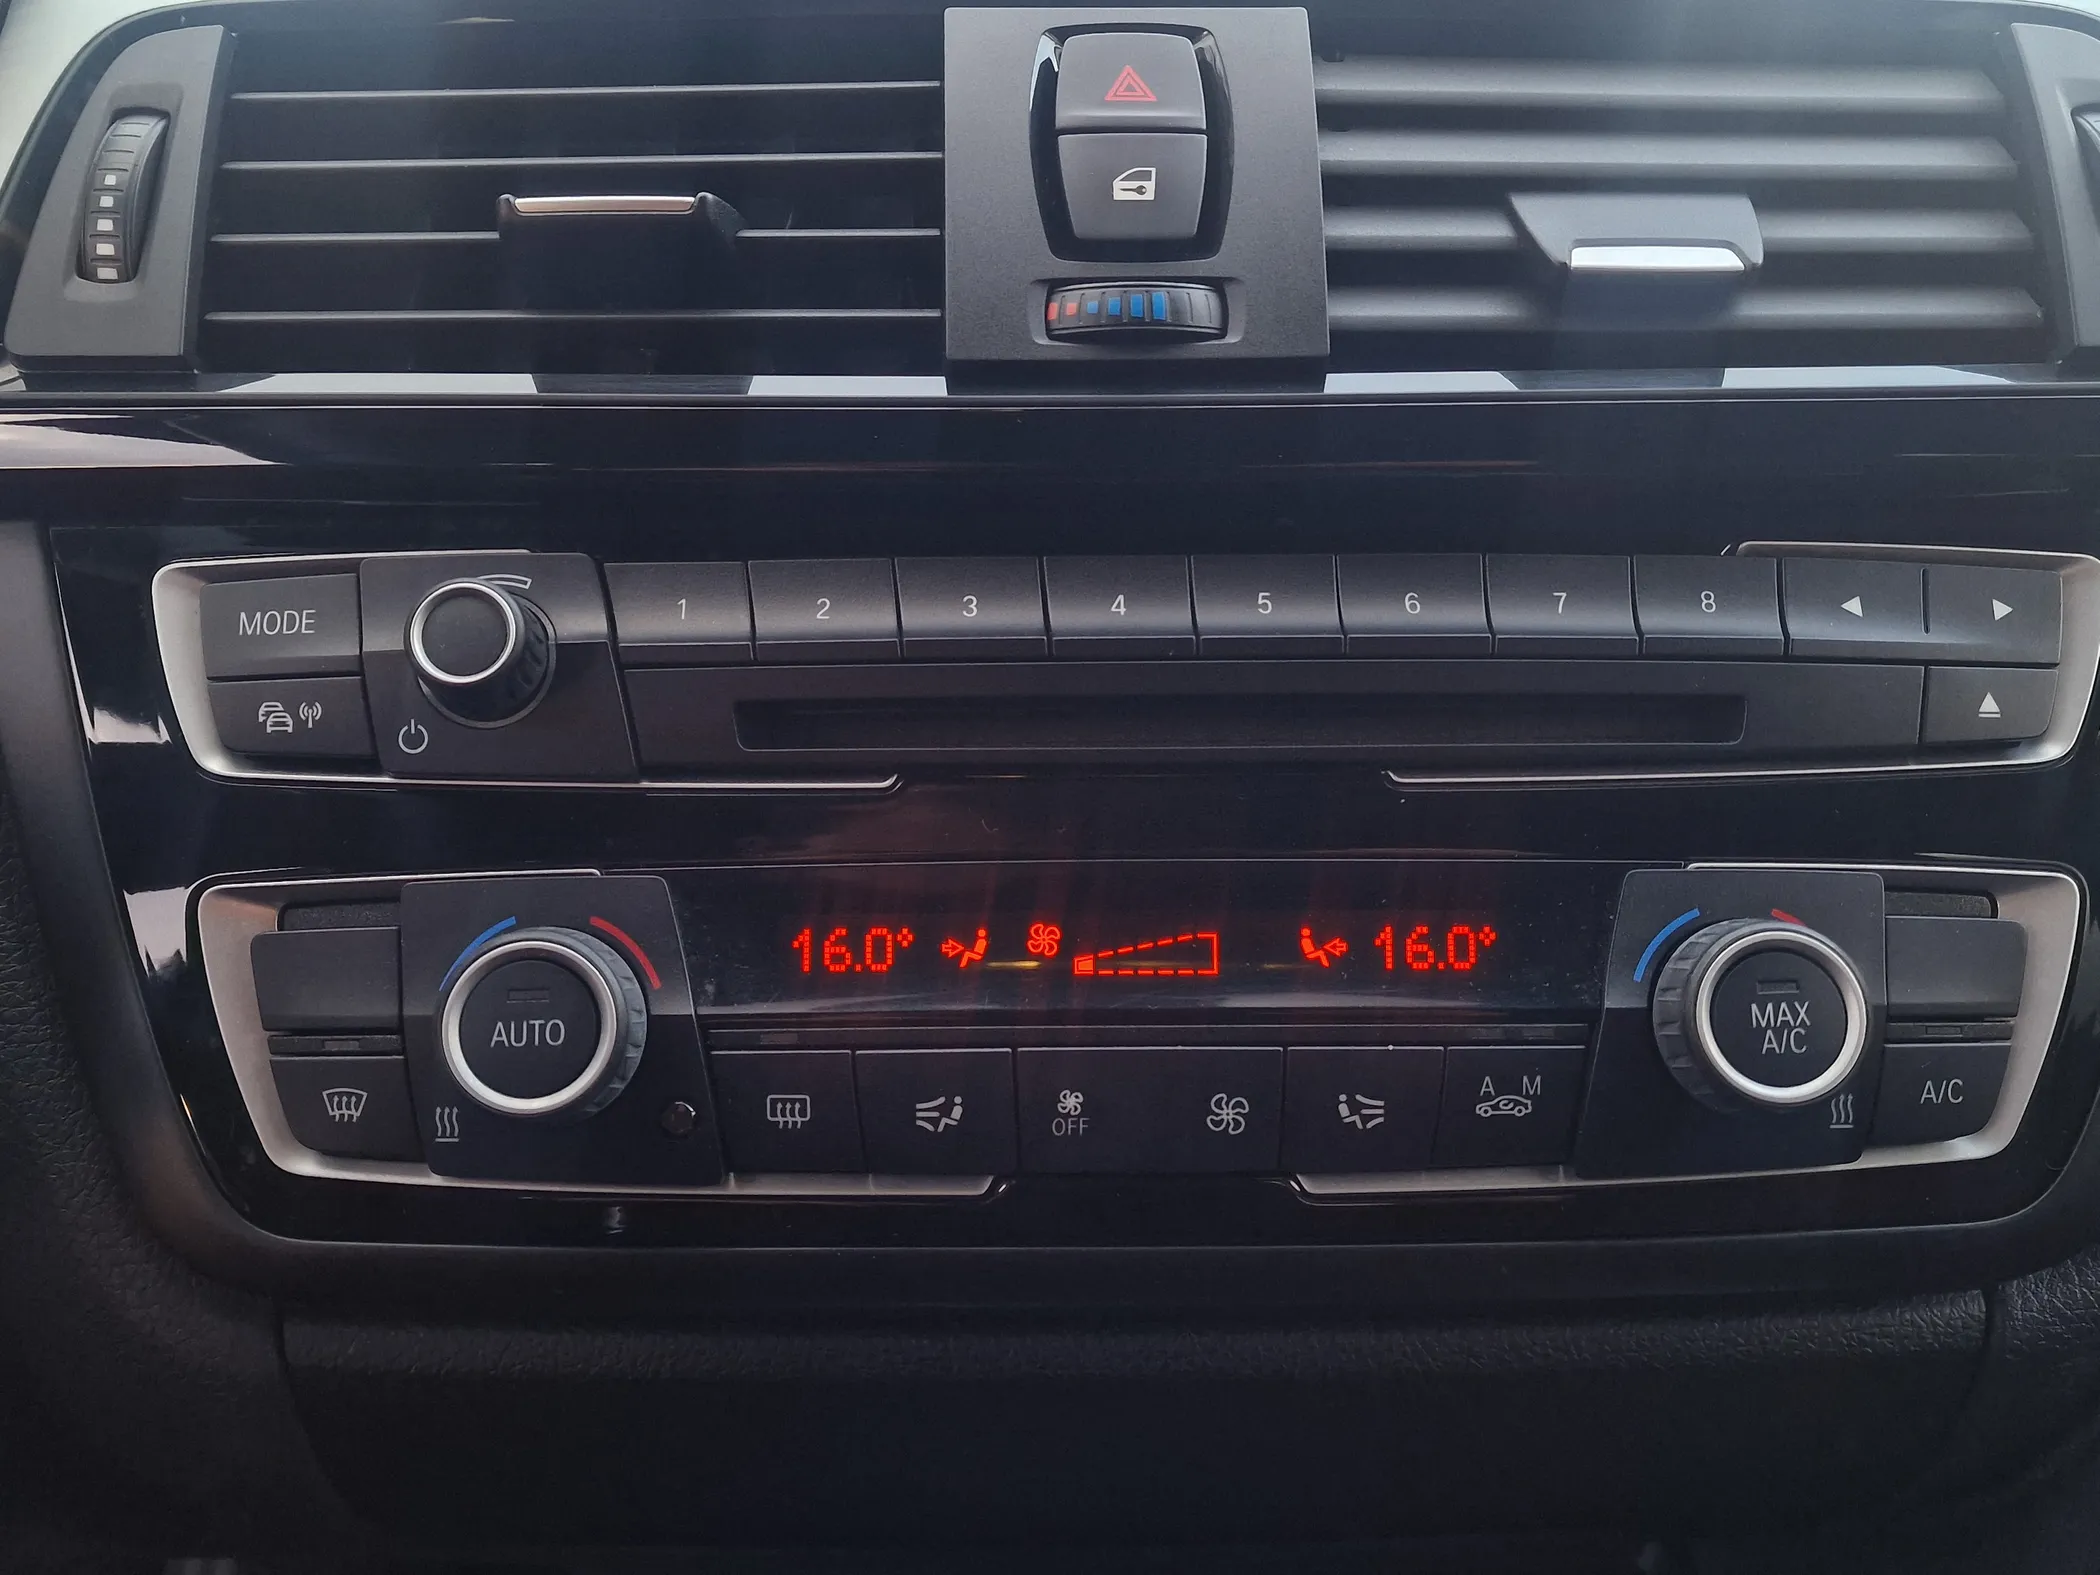 MODE
1 2 3 4 5 6 7 8
16.0° 16.0°
AUTO
MAX
A/C
A M
OFF
A/C